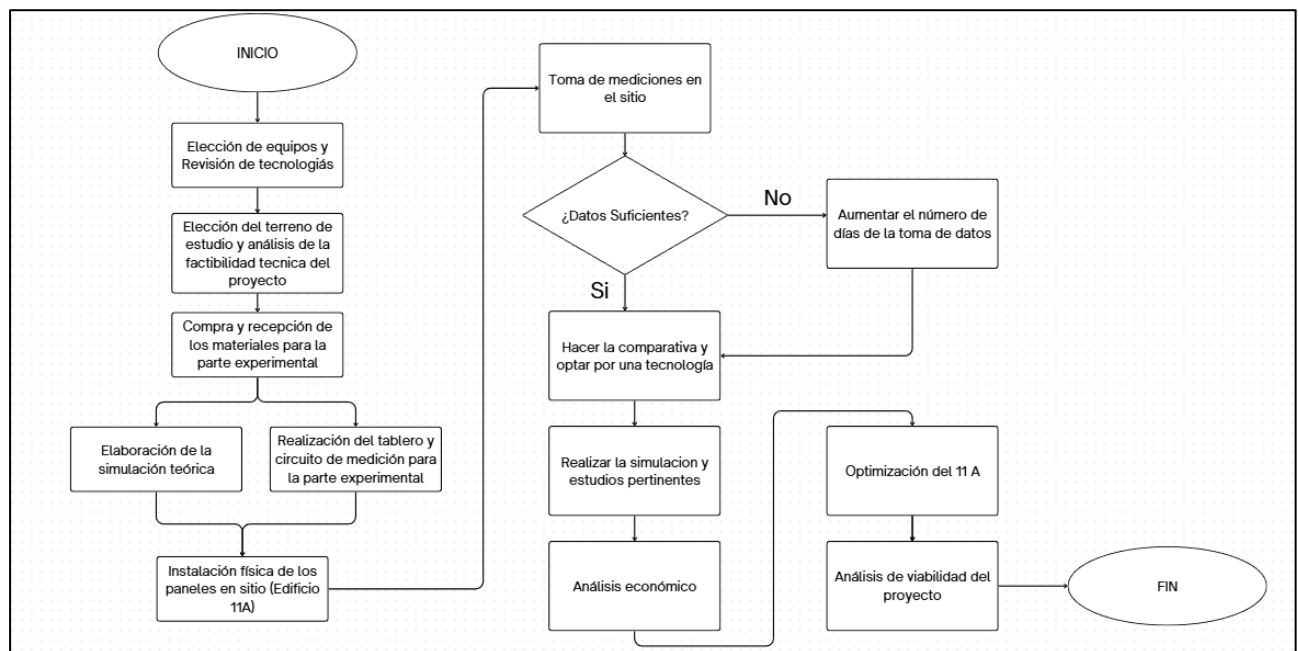 INICIO
Elección de equipos y
Revisión de tecnologiás
Elección del terreno de
estudio y análisis de la
factibilidad tecnica del
proyecto
Compra y recepción de
los materiales para la
parte experimental
Elaboración de la
simulación teórica
Realización del tablero y
circuito de medición para
la parte experimental
Instalación física de los
paneles en sitio (Edificio
11A)
Toma de mediciones en
el sitio
¿Datos Suficientes?
No
Aumentar el número de
días de la toma de datos
Si
Hacer la comparativa y
optar por una tecnología
Realizar la simulacion y
estudios pertinentes
Análisis económico
Optimización del 11 A
Análisis de viabilidad del
proyecto
FIN